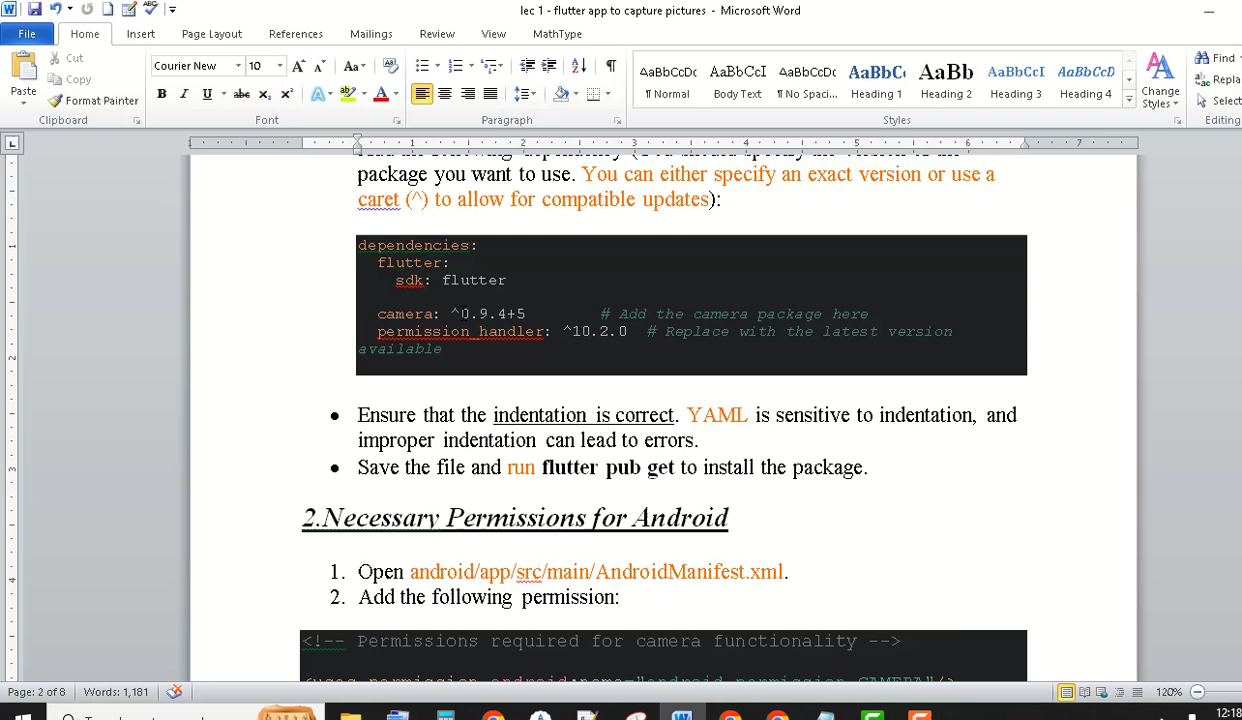 lec 1 - flutter app to capture pictures - Microsoft Word
File Home Insert Page Layout References Mailings Review View MathType
Paste
Cut
Copy
Format Painter
Clipboard
Courier New 10
Font
Paragraph
AaBbCcDc AaBbCcI AaBbCcDc AaBbC AaBb AaBbCcI AaBbCcD
¶ Normal Body Text ¶ No Spaci... Heading 1 Heading 2 Heading 3 Heading 4
Change Styles
Styles
Find
Repla
Select
Editing
package you want to use. You can either specify an exact version or use a
caret (^) to allow for compatible updates):
dependencies:
flutter:
sdk: flutter
camera: ^0.9.4+5 # Add the camera package here
permission_handler: ^10.2.0 # Replace with the latest version
available
• Ensure that the indentation is correct. YAML is sensitive to indentation, and
improper indentation can lead to errors.
• Save the file and run flutter pub get to install the package.
2.Necessary Permissions for Android
1. Open android/app/src/main/AndroidManifest.xml.
2. Add the following permission:
<!-- Permissions required for camera functionality -->
Page: 2 of 8 Words: 1,181 120%
12:18